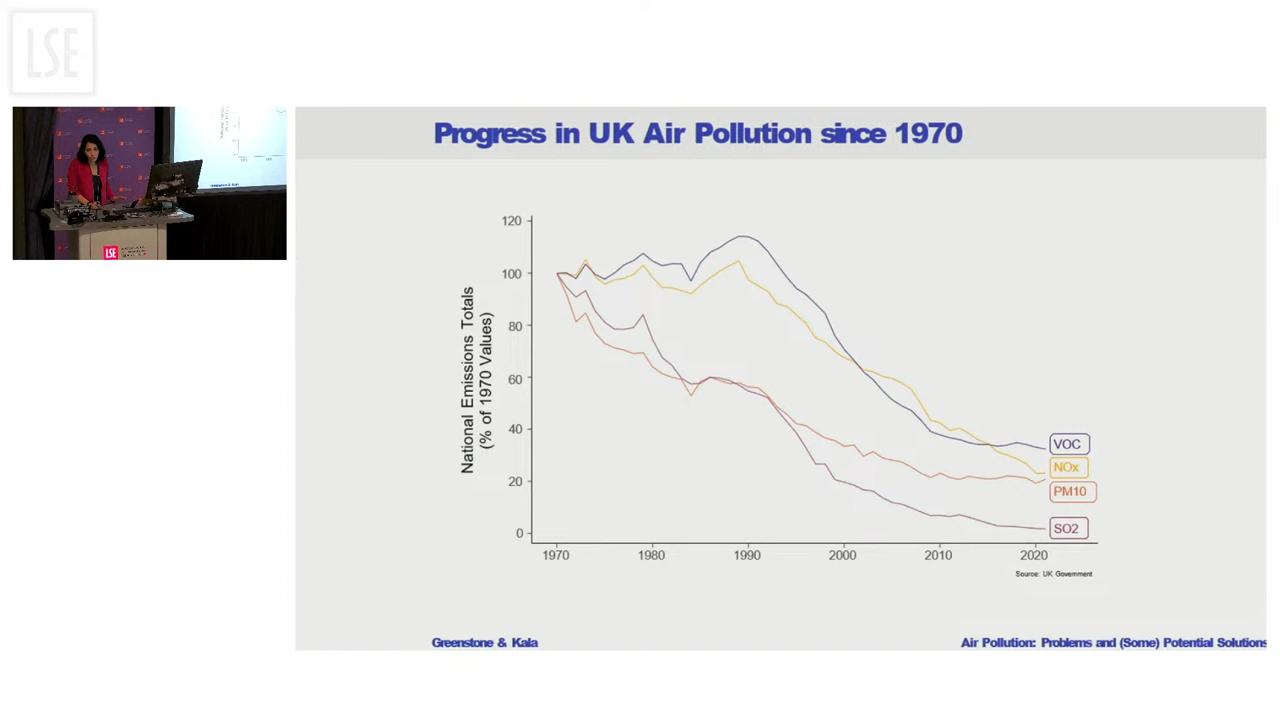 LSE
LSE
Progress in UK Air Pollution since 1970
National Emissions Totals
(% of 1970 Values)
120
100
80
60
40
20
0
1970
1980
1990
2000
2010
2020
VOC
NOx
PM10
SO2
Source: UK Government
Greenstone & Kala
Air Pollution: Problems and (Some) Potential Solutions